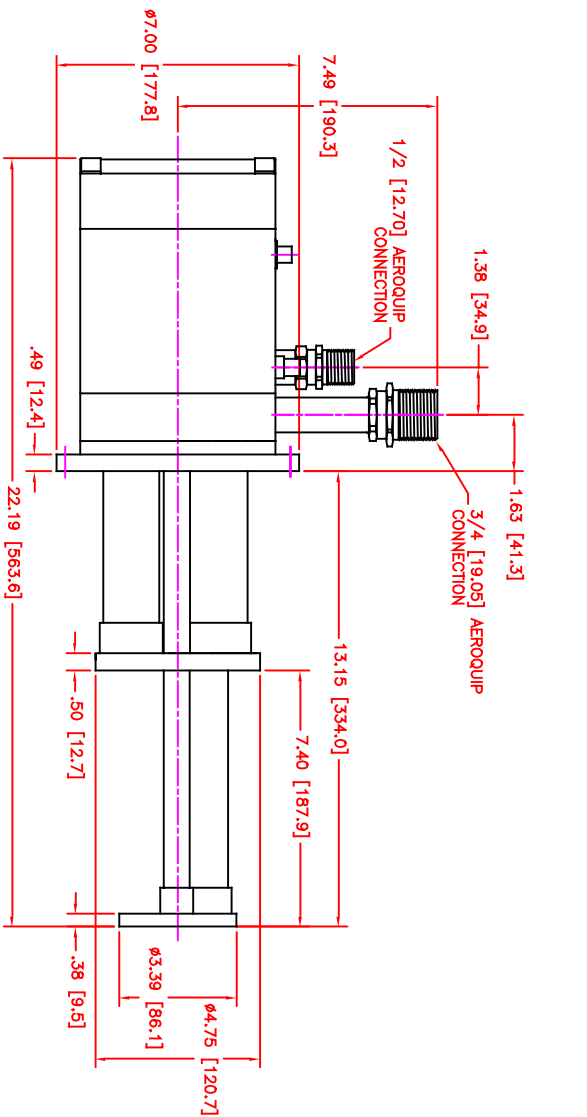 ø7.00 [177.8]
7.49 [190.3]
1/2 [12.70] AEROQUIP
CONNECTION
1.38 [34.9]
1.63 [41.3]
3/4 [19.05] AEROQUIP
CONNECTION
.49 [12.4]
22.19 [563.6]
13.15 [334.0]
7.40 [187.9]
.50 [12.7]
.38 [9.5]
ø3.39 [86.1]
ø4.75 [120.7]